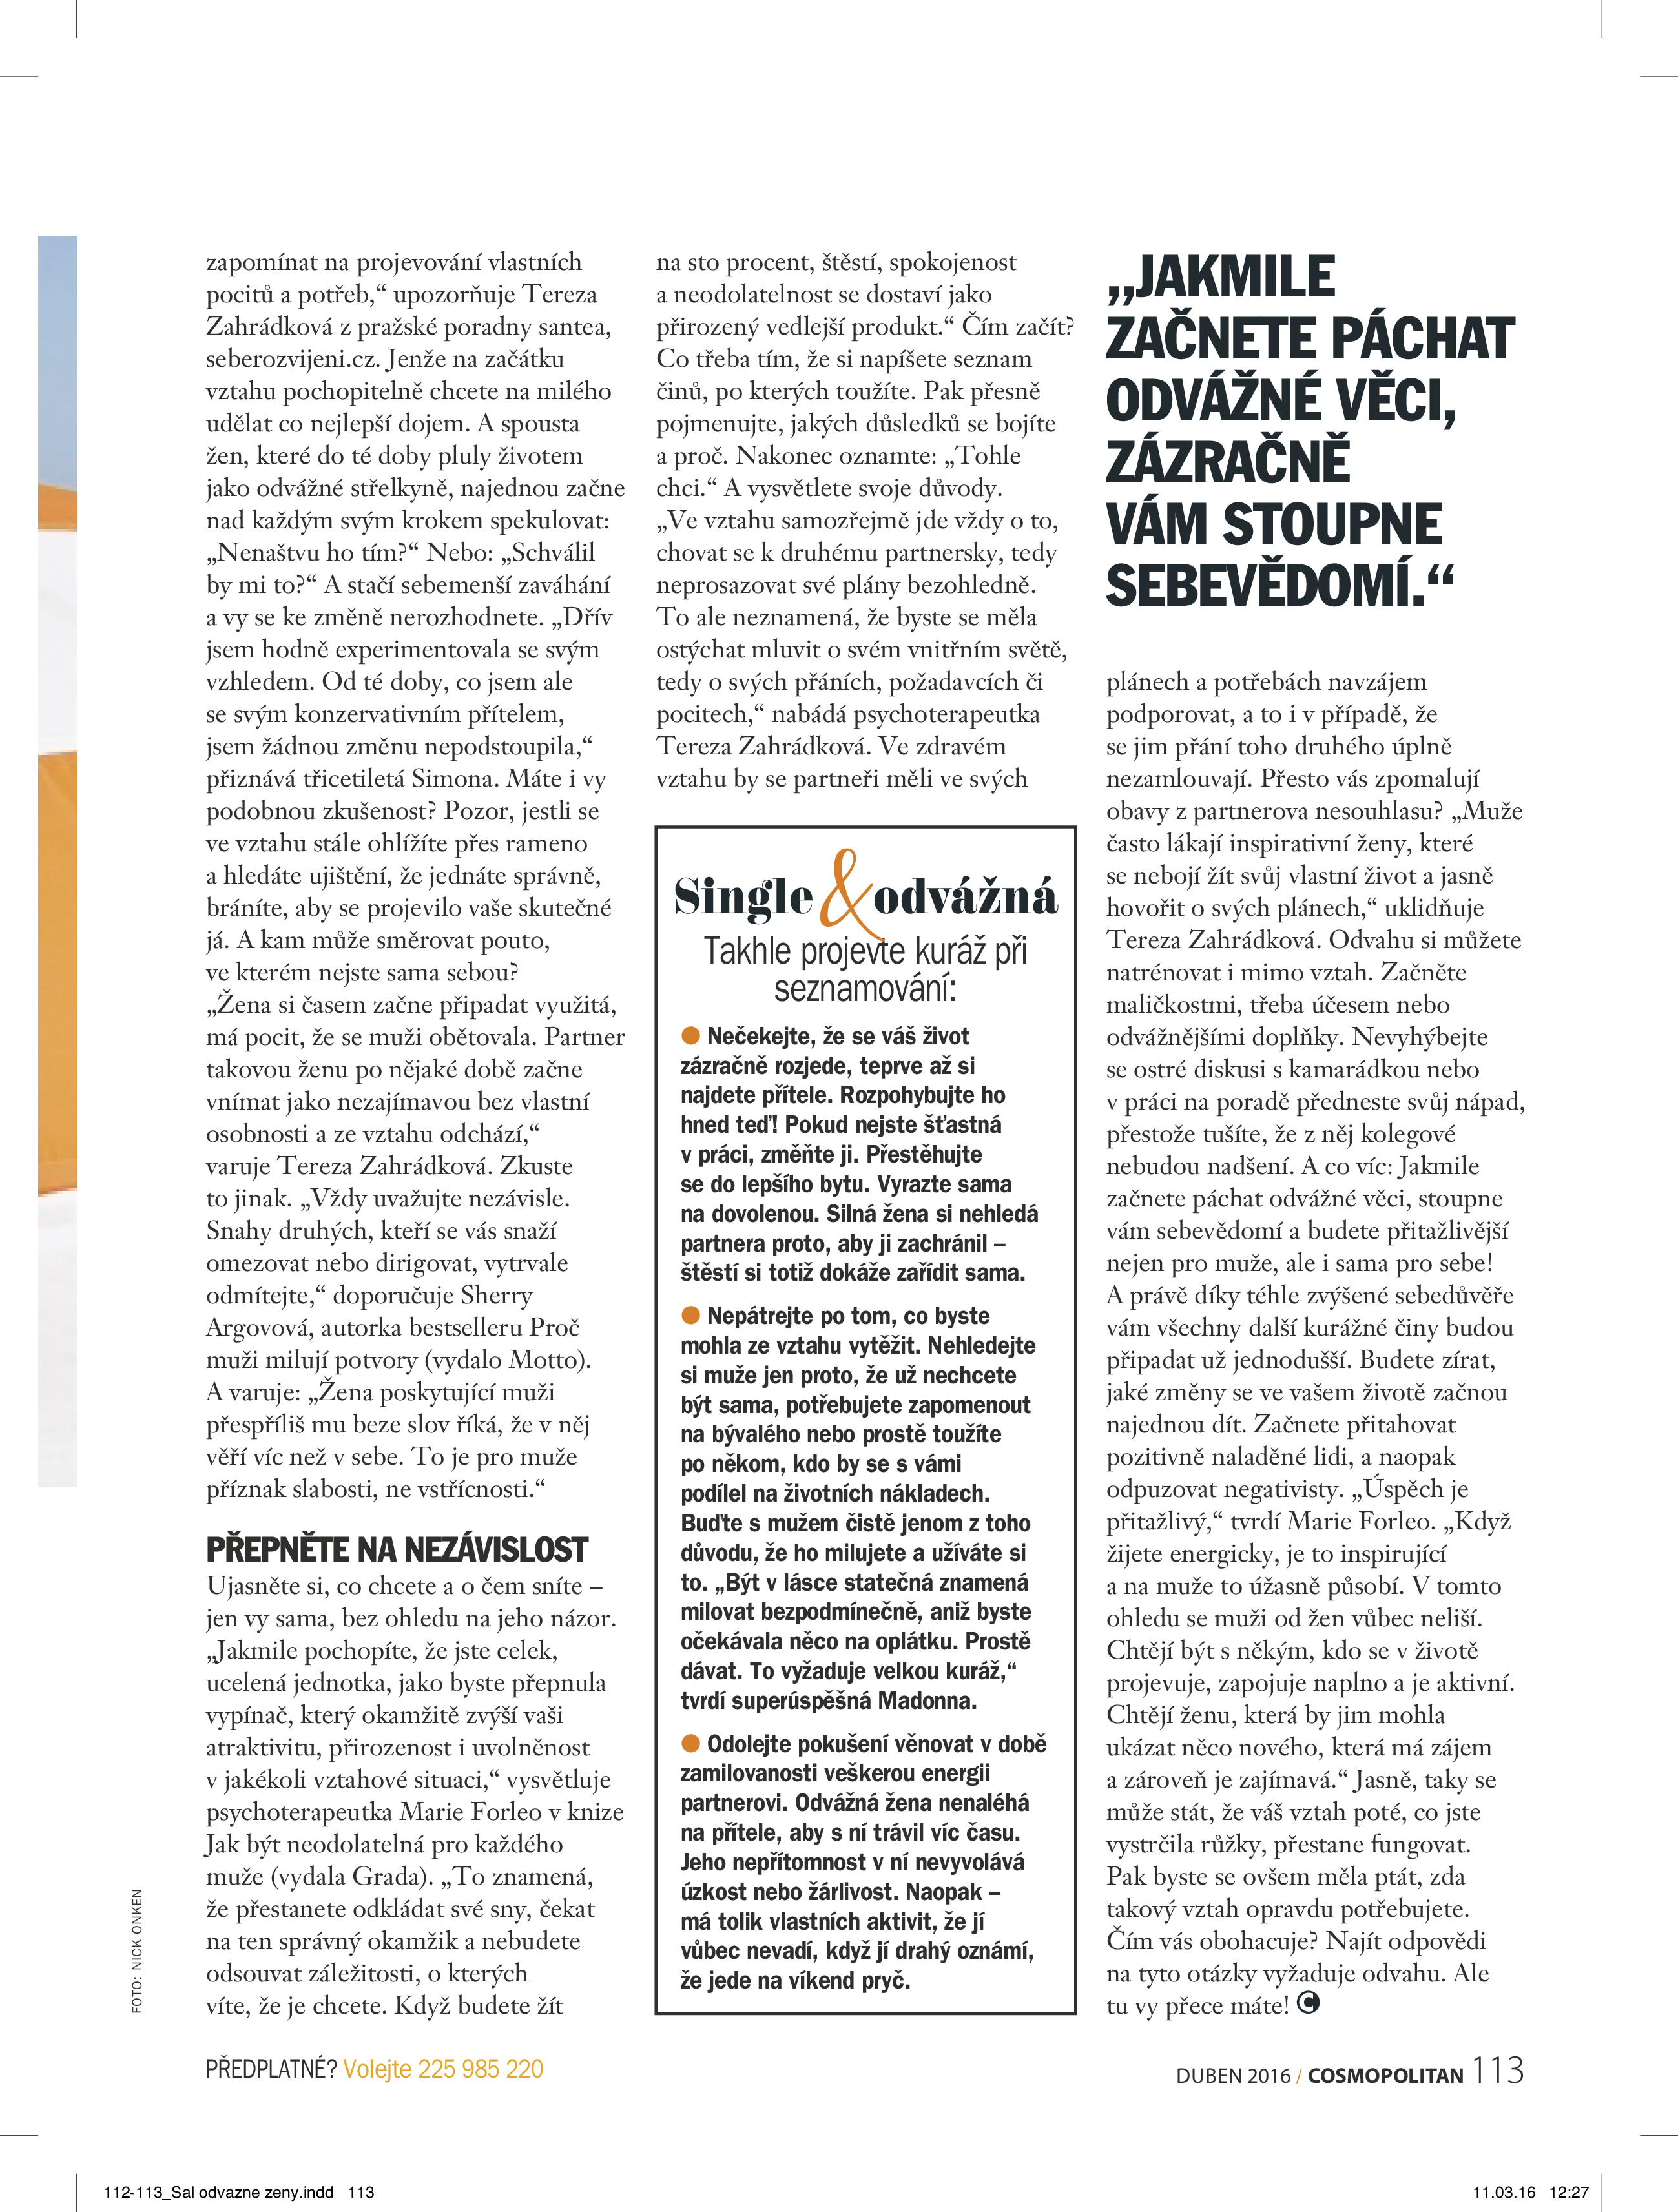 zapomínat na projevování vlastních
pocitů a potřeb,“ upozorňuje Tereza
Zahrádková z pražské poradny santea,
seberozvijeni.cz. Jenže na začátku
vztahu pochopitelně chcete na milého
udělat co nejlepší dojem. A spousta
žen, které do té doby pluly životem
jako odvážné střelkyně, najednou začne
nad každým svým krokem spekulovat:
„Nenaštvu ho tím?“ Nebo: „Schválil
by mi to?“ A stačí sebemenší zaváhání
a vy se ke změně nerozhodnete. „Dřív
jsem hodně experimentovala se svým
vzhledem. Od té doby, co jsem ale
se svým konzervativním přítelem,
jsem žádnou změnu nepodstoupila,“
přiznává třicetiletá Simona. Máte i vy
podobnou zkušenost? Pozor, jestli se
ve vztahu stále ohlížíte přes rameno
a hledáte ujištění, že jednáte správně,
bráníte, aby se projevilo vaše skutečné
já. A kam může směrovat pouto,
ve kterém nejste sama sebou?
„Žena si časem začne připadat využitá,
má pocit, že se muži obětovala. Partner
takovou ženu po nějaké době začne
vnímat jako nezajímavou bez vlastní
osobnosti a ze vztahu odchází,“
varuje Tereza Zahrádková. Zkuste
to jinak. „Vždy uvažujte nezávisle.
Snahy druhých, kteří se vás snaží
omezovat nebo dirigovat, vytrvale
odmítejte,“ doporučuje Sherry
Argovová, autorka bestselleru Proč
muži milují potvory (vydalo Motto).
A varuje: „Žena poskytující muži
přespříliš mu beze slov říká, že v něj
věří víc než v sebe. To je pro muže
příznak slabosti, ne vstřícnosti.“
PŘEPNĚTE NA NEZÁVISLOST
Ujasněte si, co chcete a o čem sníte –
jen vy sama, bez ohledu na jeho názor.
„Jakmile pochopíte, že jste celek,
ucelená jednotka, jako byste přepnula
vypínač, který okamžitě zvýší vaši
atraktivitu, přirozenost i uvolněnost
v jakékoli vztahové situaci,“ vysvětluje
psychoterapeutka Marie Forleo v knize
Jak být neodolatelná pro každého
muže (vydala Grada). „To znamená,
že přestanete odkládat své sny, čekat
na ten správný okamžik a nebudete
odsouvat záležitosti, o kterých
víte, že je chcete. Když budete žít
na sto procent, štěstí, spokojenost
a neodolatelnost se dostaví jako
přirozený vedlejší produkt.“ Čím začít?
Co třeba tím, že si napíšete seznam
činů, po kterých toužíte. Pak přesně
pojmenujte, jakých důsledků se bojíte
a proč. Nakonec oznamte: „Tohle
chci.“ A vysvětlete svoje důvody.
„Ve vztahu samozřejmě jde vždy o to,
chovat se k druhému partnersky, tedy
neprosazovat své plány bezohledně.
To ale neznamená, že byste se měla
ostýchat mluvit o svém vnitřním světě,
tedy o svých přáních, požadavcích či
pocitech,“ nabádá psychoterapeutka
Tereza Zahrádková. Ve zdravém
vztahu by se partneři měli ve svých
Single & odvážná
Takhle projevte kuráž při
seznamování:
● Nečekejte, že se váš život
zázračně rozjede, teprve až si
najdete přítele. Rozpohybujte ho
hned teď! Pokud nejste šťastná
v práci, změňte ji. Přestěhujte
se do lepšího bytu. Vyrazte sama
na dovolenou. Silná žena si nehledá
partnera proto, aby ji zachránil –
štěstí si totiž dokáže zařídit sama.
● Nepátrejte po tom, co byste
mohla ze vztahu vytěžit. Nehledejte
si muže jen proto, že už nechcete
být sama, potřebujete zapomenout
na bývalého nebo prostě toužíte
po někom, kdo by se s vámi
podílel na životních nákladech.
Buďte s mužem čistě jenom z toho
důvodu, že ho milujete a užíváte si
to. „Být v lásce statečná znamená
milovat bezpodmínečně, aniž byste
očekávala něco na oplátku. Prostě
dávat. To vyžaduje velkou kuráž,“
tvrdí superúspěšná Madonna.
● Odolejte pokušení věnovat v době
zamilovanosti veškerou energii
partnerovi. Odvážná žena nenaléhá
na přítele, aby s ní trávil víc času.
Jeho nepřítomnost v ní nevyvolává
úzkost nebo žárlivost. Naopak –
má tolik vlastních aktivit, že jí
vůbec nevadí, když jí drahý oznámí,
že jede na víkend pryč.
„JAKMILE
ZAČNETE PÁCHAT
ODVÁŽNÉ VĚCI,
ZÁZRAČNĚ
VÁM STOUPNE
SEBEVĚDOMÍ.“
plánech a potřebách navzájem
podporovat, a to i v případě, že
se jim přání toho druhého úplně
nezamlouvají. Přesto vás zpomalují
obavy z partnerova nesouhlasu? „Muže
často lákají inspirativní ženy, které
se nebojí žít svůj vlastní život a jasně
hovořit o svých plánech,“ uklidňuje
Tereza Zahrádková. Odvahu si můžete
natrénovat i mimo vztah. Začněte
maličkostmi, třeba účesem nebo
odvážnějšími doplňky. Nevyhýbejte
se ostré diskusi s kamarádkou nebo
v práci na poradě předneste svůj nápad,
přestože tušíte, že z něj kolegové
nebudou nadšení. A co víc: Jakmile
začnete páchat odvážné věci, stoupne
vám sebevědomí a budete přitažlivější
nejen pro muže, ale i sama pro sebe!
A právě díky téhle zvýšené sebedůvěře
vám všechny další kurážné činy budou
připadat už jednodušší. Budete zírat,
jaké změny se ve vašem životě začnou
najednou dít. Začnete přitahovat
pozitivně naladěné lidi, a naopak
odpuzovat negativisty. „Úspěch je
přitažlivý,“ tvrdí Marie Forleo. „Když
žijete energicky, je to inspirující
a na muže to úžasně působí. V tomto
ohledu se muži od žen vůbec neliší.
Chtějí být s někým, kdo se v životě
projevuje, zapojuje naplno a je aktivní.
Chtějí ženu, která by jim mohla
ukázat něco nového, která má zájem
a zároveň je zajímavá.“ Jasně, taky se
může stát, že váš vztah poté, co jste
vystrčila růžky, přestane fungovat.
Pak byste se ovšem měla ptát, zda
takový vztah opravdu potřebujete.
Čím vás obohacuje? Najít odpovědi
na tyto otázky vyžaduje odvahu. Ale
tu vy přece máte!
FOTO: NICK ONKEN
PŘEDPLATNÉ? Volejte 225 985 220
DUBEN 2016 / COSMOPOLITAN 113
112-113_Sal odvazne zeny.indd 113
11.03.16 12:27